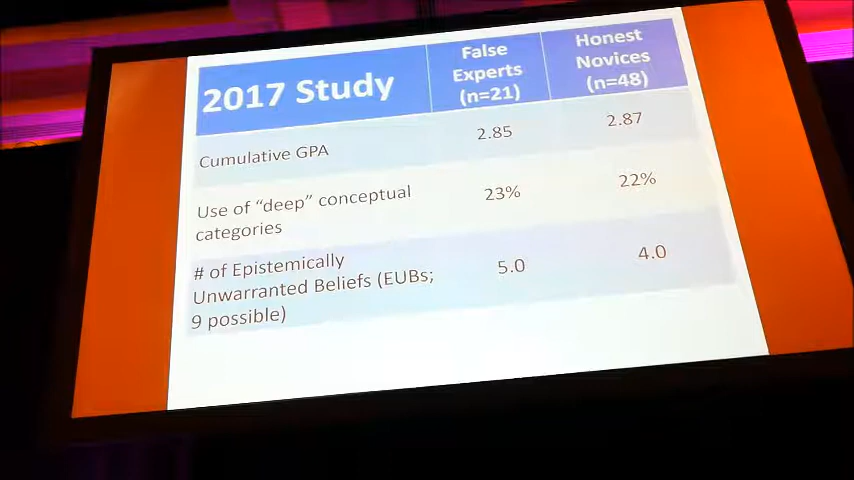 2017 Study
False
Experts
(n=21)
Honest
Novices
(n=48)
Cumulative GPA
2.85
2.87
Use of “deep” conceptual
categories
23%
22%
# of Epistemically
Unwarranted Beliefs (EUBs;
9 possible)
5.0
4.0